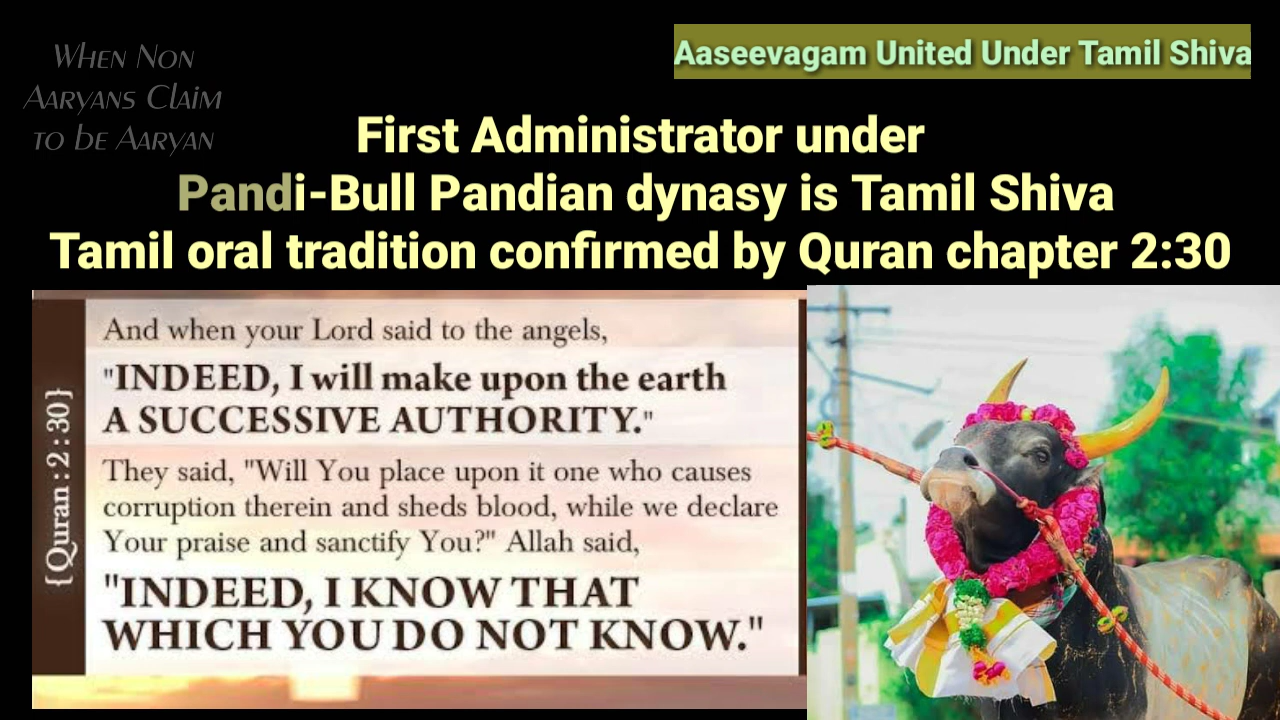 When Non
Aaryans Claim
to be Aaryan
Aaseevagam United Under Tamil Shiva
First Administrator under
Pandi-Bull Pandian dynasy is Tamil Shiva
Tamil oral tradition confirmed by Quran chapter 2:30
{Quran : 2 : 30}
And when your Lord said to the angels,
"INDEED, I will make upon the earth
A SUCCESSIVE AUTHORITY."
They said, "Will You place upon it one who causes
corruption therein and sheds blood, while we declare
Your praise and sanctify You?" Allah said,
"INDEED, I KNOW THAT
WHICH YOU DO NOT KNOW."